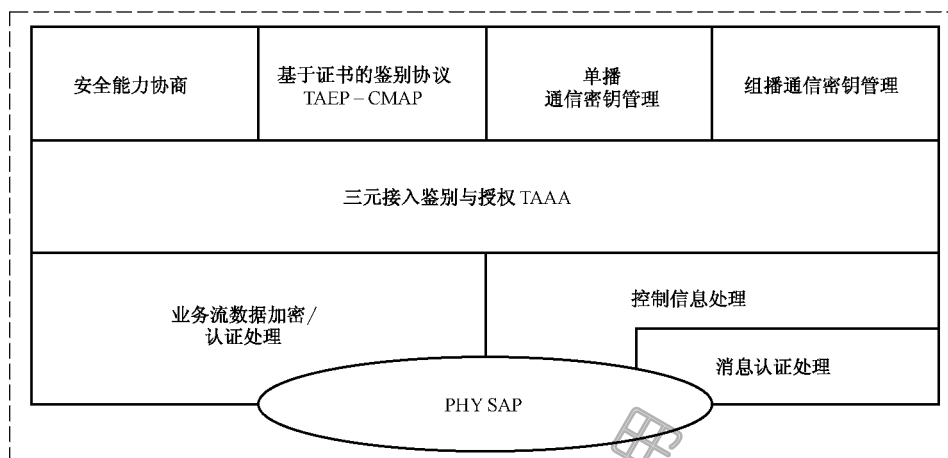 安全能力协商
基于证书的鉴别协议
TAEP – CMAP
单播
通信密钥管理
组播通信密钥管理
三元接入鉴别与授权 TAAA
业务流数据加密/
认证处理
控制信息处理
消息认证处理
PHY SAP